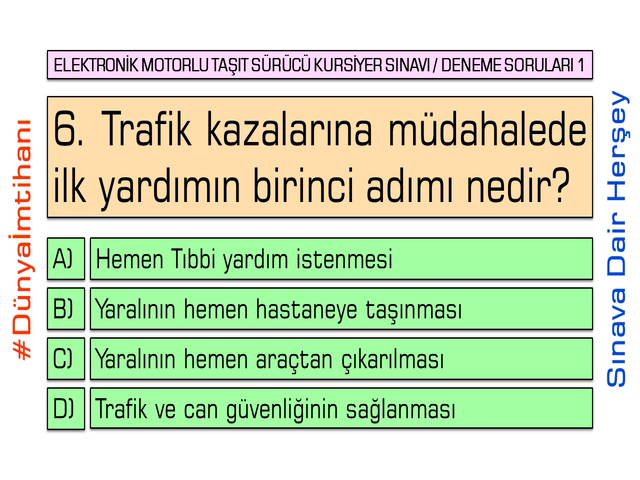 ELEKTRONİK MOTORLU TAŞIT SÜRÜCÜ KURSİYER SINAVI / DENEME SORULARI 1
6. Trafik kazalarına müdahalede
ilk yardımın birinci adımı nedir?
A) Hemen Tıbbi yardım istenmesi
B) Yaralının hemen hastaneye taşınması
C) Yaralının hemen araçtan çıkarılması
D) Trafik ve can güvenliğinin sağlanması
#Dünyaİmtihanı
Sınava Dair Herşey